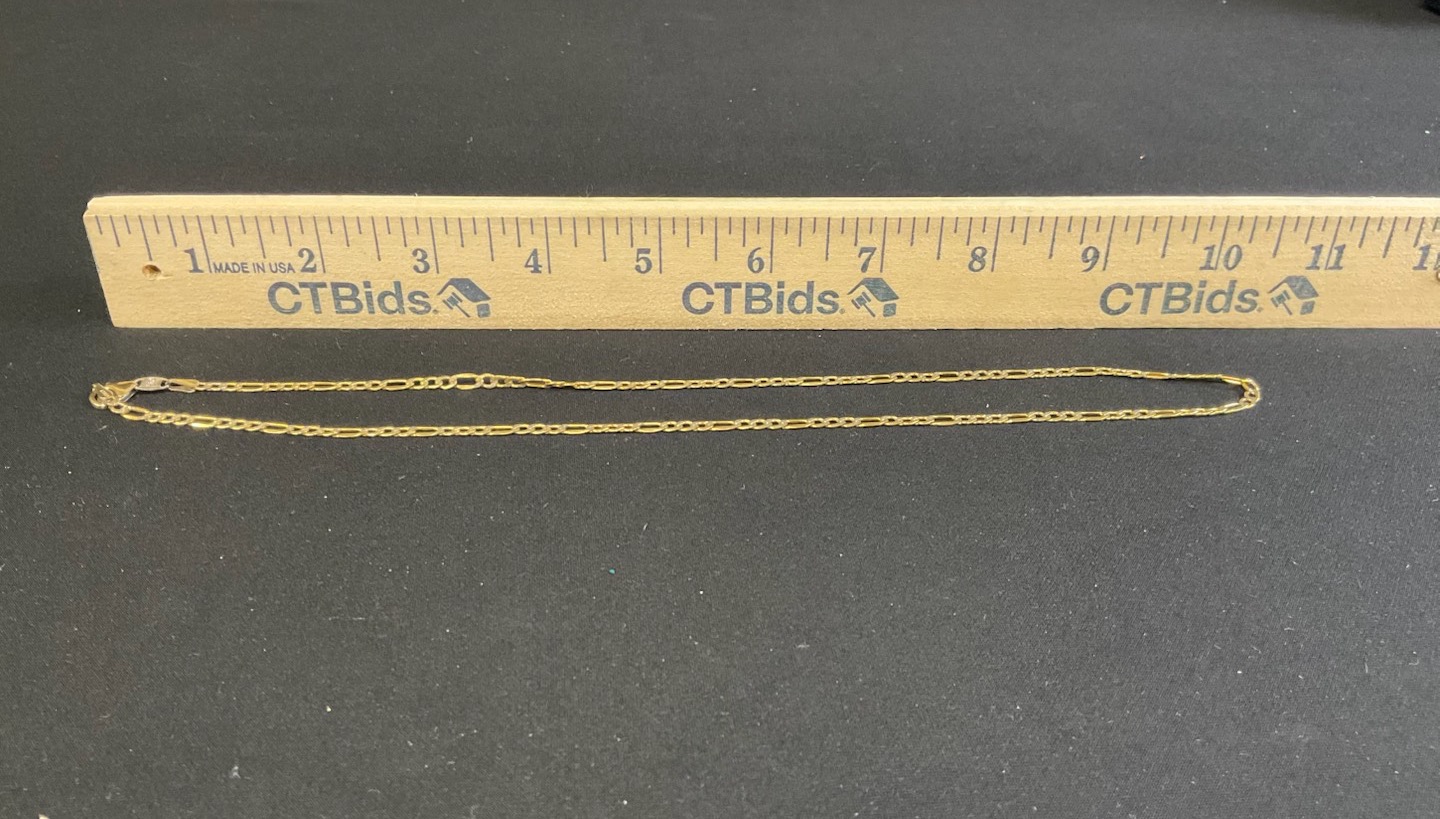 1 MADE IN USA 2 3 4 5 6 7 8 9 10 11
CTBids. CTBids. CTBids.